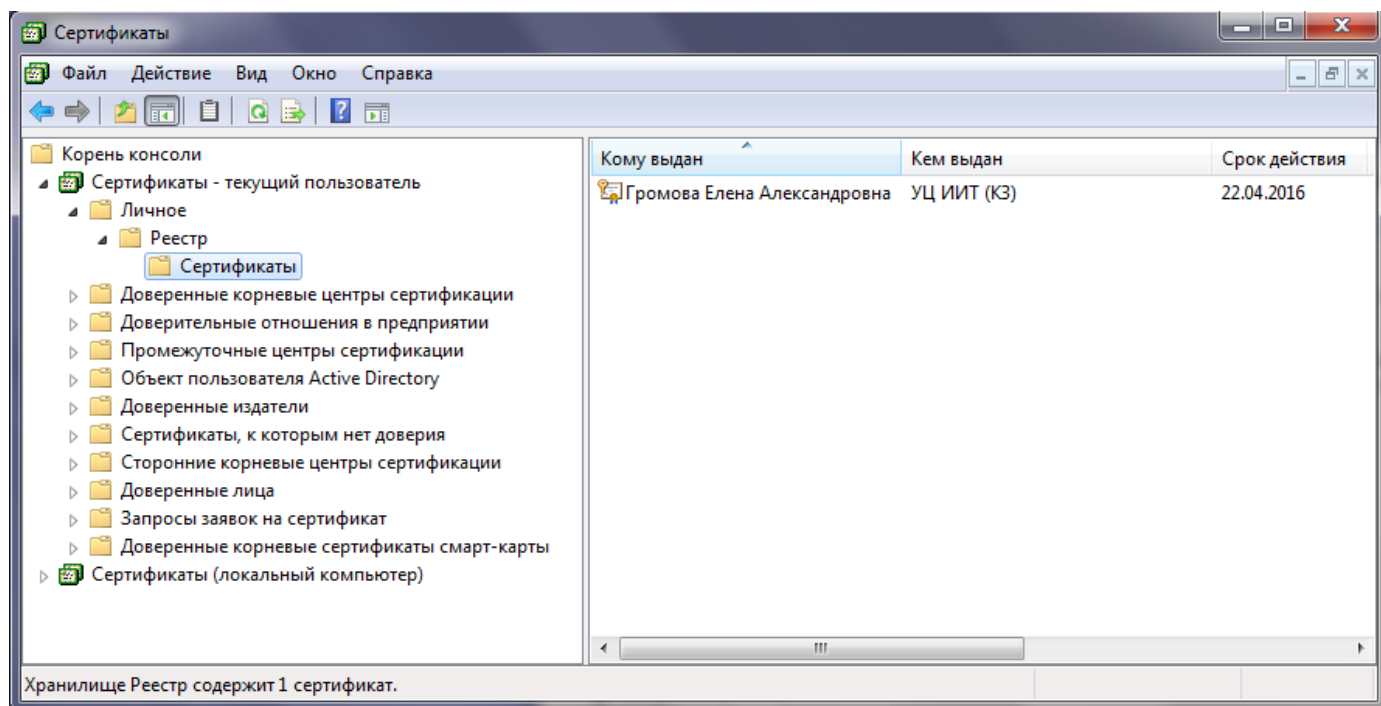 Сертификаты
Файл Действие Вид Окно Справка
Корень консоли
Сертификаты - текущий пользователь
Личное
Реестр
Сертификаты
Доверенные корневые центры сертификации
Доверительные отношения в предприятии
Промежуточные центры сертификации
Объект пользователя Active Directory
Доверенные издатели
Сертификаты, к которым нет доверия
Сторонние корневые центры сертификации
Доверенные лица
Запросы заявок на сертификат
Доверенные корневые сертификаты смарт-карты
Сертификаты (локальный компьютер)
Кому выдан Кем выдан Срок действия
Громова Елена Александровна УЦ ИИТ (К3) 22.04.2016
Хранилище Реестр содержит 1 сертификат.